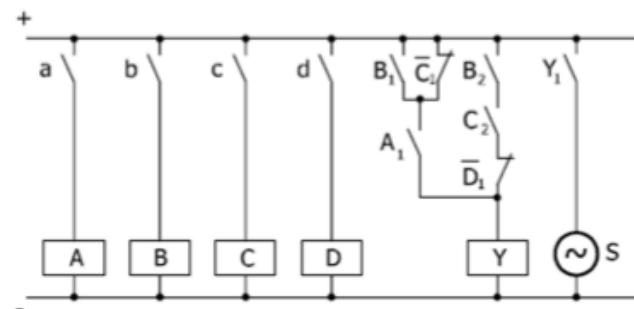 +
a b c d B₁ C̅₁ B₂ Y₁
A₁ C₂
D̅₁
A B C D Y ~ S
-